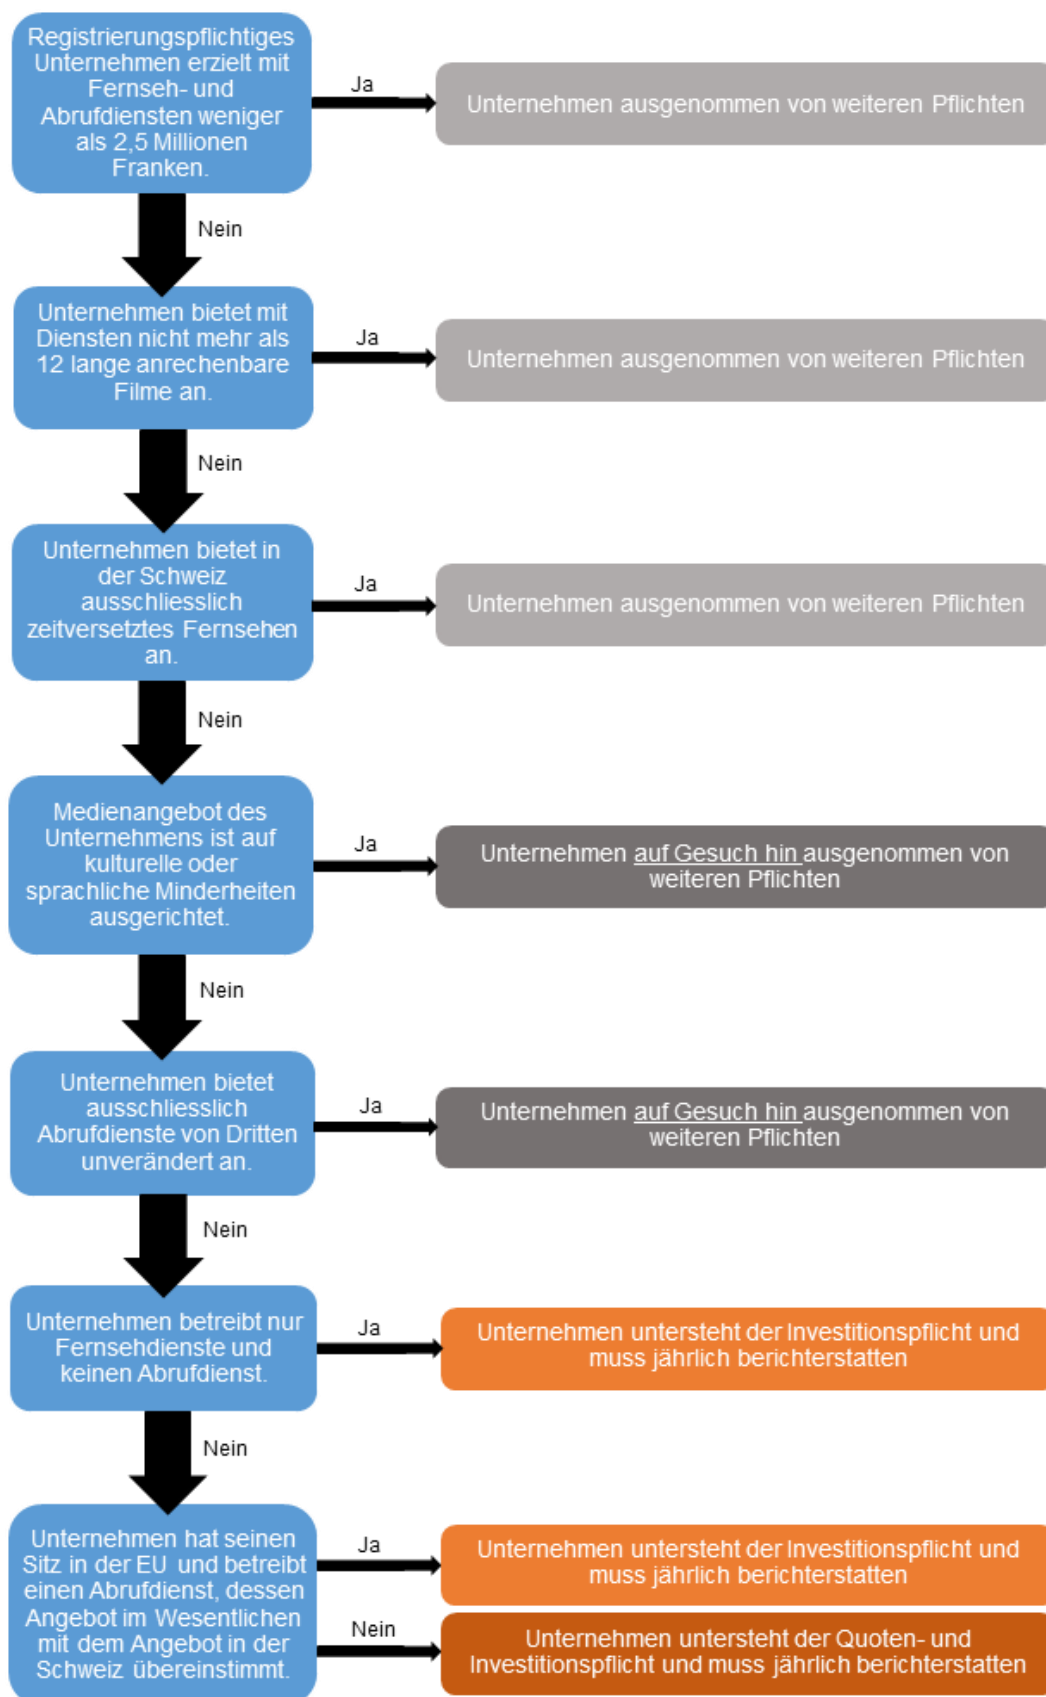 Registrierungspflichtiges
Unternehmen erzielt mit
Fernseh- und
Abrufdiensten weniger
als 2,5 Millionen
Franken.
Ja
Unternehmen ausgenommen von weiteren Pflichten
Nein
Unternehmen bietet mit
Diensten nicht mehr als
12 lange anrechenbare
Filme an.
Ja
Unternehmen ausgenommen von weiteren Pflichten
Nein
Unternehmen bietet in
der Schweiz
ausschliesslich
zeitversetztes Fernsehen
an.
Ja
Unternehmen ausgenommen von weiteren Pflichten
Nein
Medienangebot des
Unternehmens ist auf
kulturelle oder
sprachliche Minderheiten
ausgerichtet.
Ja
Unternehmen auf Gesuch hin ausgenommen von
weiteren Pflichten
Nein
Unternehmen bietet
ausschliesslich
Abrufdienste von Dritten
unverändert an.
Ja
Unternehmen auf Gesuch hin ausgenommen von
weiteren Pflichten
Nein
Unternehmen betreibt nur
Fernsehdienste und
keinen Abrufdienst.
Ja
Unternehmen untersteht der Investitionspflicht und
muss jährlich berichterstatten
Nein
Unternehmen hat seinen
Sitz in der EU und betreibt
einen Abrufdienst, dessen
Angebot im Wesentlichen
mit dem Angebot in der
Schweiz übereinstimmt.
Ja
Unternehmen untersteht der Investitionspflicht und
muss jährlich berichterstatten
Nein
Unternehmen untersteht der Quoten- und
Investitionspflicht und muss jährlich berichterstatten